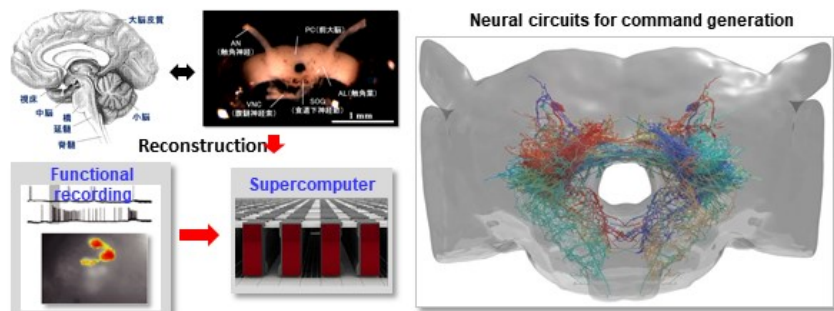 Neural circuits for command generation
大脳皮質
視床
中脳
橋
延髄
脊髄
小脳
AN
(触角神経)
PC(前大脳)
AL(触角葉)
VNC
(腹髄神経索)
SOG
(食道下神経節)
1 mm
Reconstruction
Functional
recording
Supercomputer